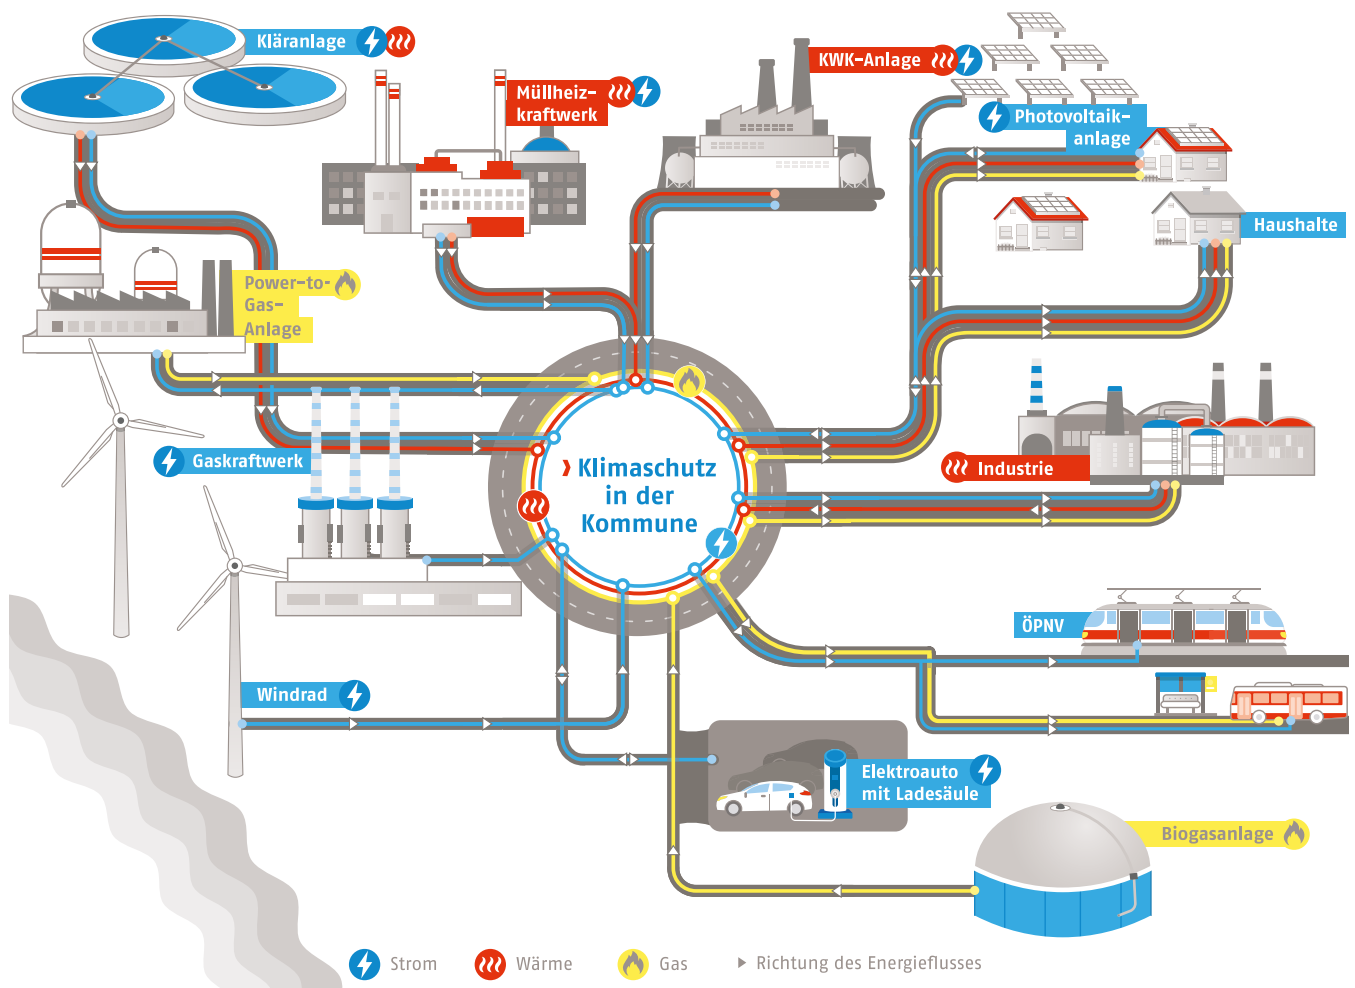 Kläranlage
Müllheiz-
kraftwerk
KWK-Anlage
Photovoltaik-
anlage
Haushalte
Power-to-
Gas-
Anlage
Gaskraftwerk
› Klimaschutz
in der
Kommune
Industrie
ÖPNV
Windrad
Elektroauto
mit Ladesäule
Biogasanlage
Strom
Wärme
Gas
Richtung des Energieflusses